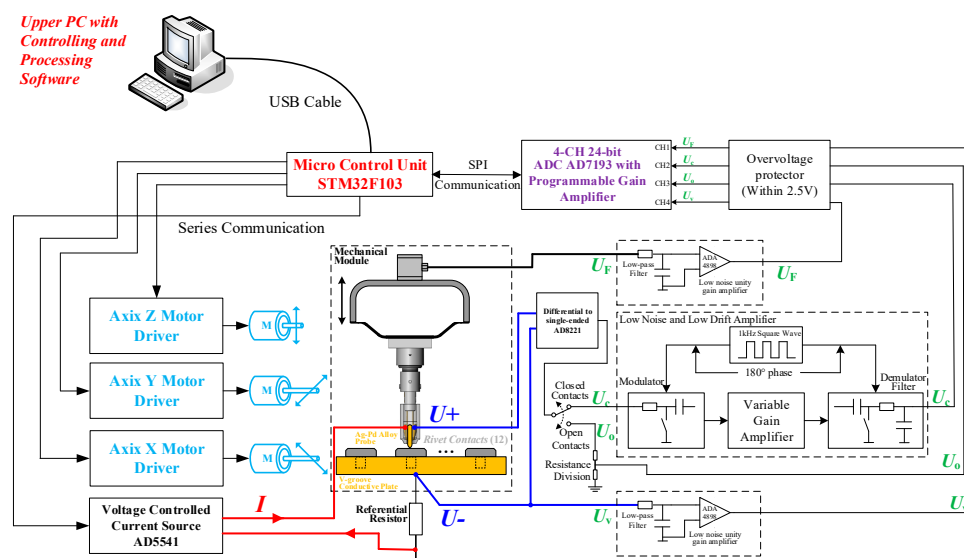 Upper PC with
Controlling and
Processing
Software
USB Cable
Micro Control Unit
STM32F103
SPI
Communication
4-CH 24-bit
ADC AD7193 with
Programmable Gain
Amplifier
CH1
CH2
CH3
CH4
U_F
U_c
U_o
U_v
Overvoltage
protector
(Within 2.5V)
Series Communication
Mechanical
Module
Axix Z Motor
Driver
M
Axix Y Motor
Driver
M
Axix X Motor
Driver
M
Voltage Controlled
Current Source
AD5541
I
U+
Ag-Pd Alloy
Probe
Rivet Contacts (12)
V-groove
Conductive Plate
Referential
Resistor
U-
U_F
Low-pass
Filter
ADA
4898
Low noise unity
gain amplifier
U_F
Differential to
single-ended
AD8221
Low Noise and Low Drift Amplifier
1kHz Square Wave
180° phase
Modulator
Demulator
Filter
Variable
Gain
Amplifier
Closed
Contacts
U_c
U_c
Open
Contacts
U_o
U_o
Resistance
Division
U_v
Low-pass
Filter
ADA
4898
Low noise unity
gain amplifier